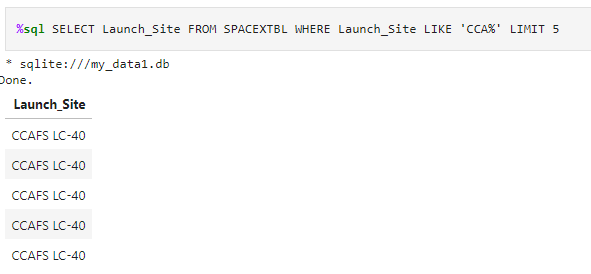 %sql SELECT Launch_Site FROM SPACEXTBL WHERE Launch_Site LIKE 'CCA%' LIMIT 5
* sqlite:///my_data1.db
Done.
Launch_Site
CCAFS LC-40
CCAFS LC-40
CCAFS LC-40
CCAFS LC-40
CCAFS LC-40